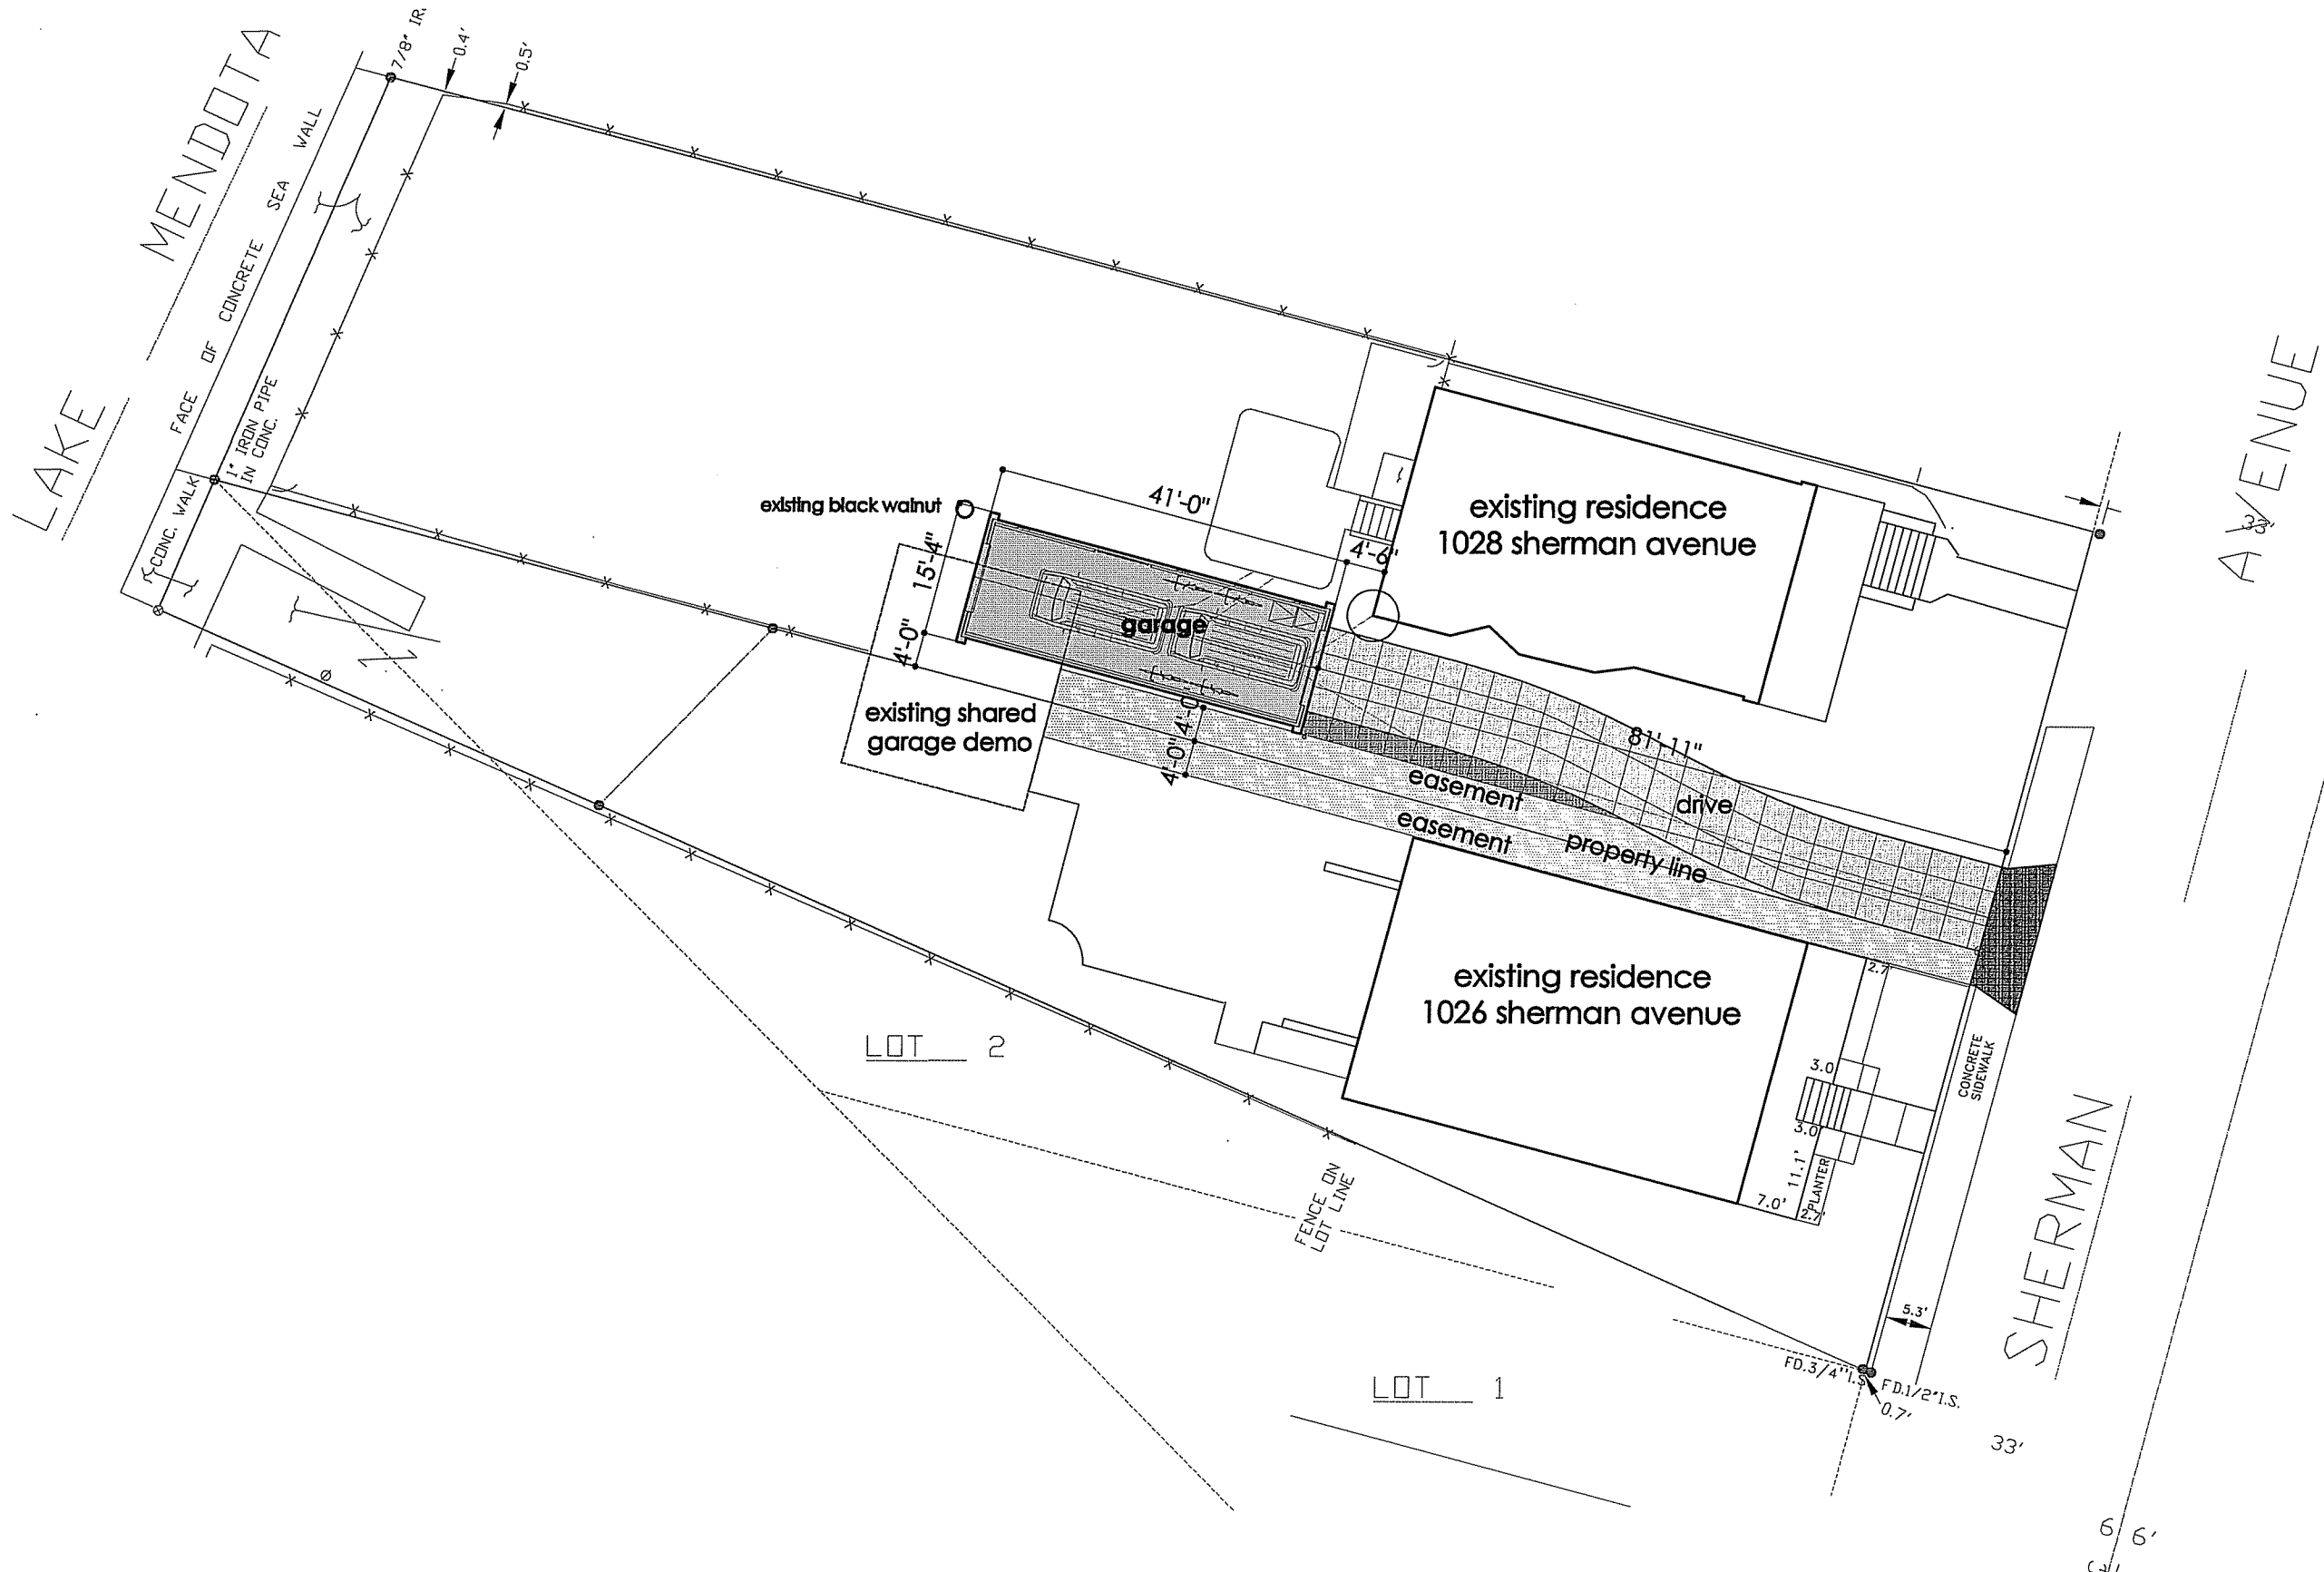 LAKE MENDOTA
7/8" IR.
0.4'
0.5'
FACE OF CONCRETE SEA WALL
1" IRON PIPE
IN CONC.
CONC. WALK
existing black walnut
41'-0"
15'-4"
4'-0"
4'-6"
garage
existing shared
garage demo
4'-0"
4'-0"
existing residence
1028 sherman avenue
81'-11"
easement
drive
easement
property line
existing residence
1026 sherman avenue
2.7'
3.0
3.0'
11.1'
PLANTER
7.0'
2.7'
CONCRETE
SIDEWALK
5.3'
LOT 2
FENCE ON
LOT LINE
LOT 1
FD.3/4" I.S
FD.1/2" I.S.
0.7'
SHERMAN AVENUE
33'
33'
66'